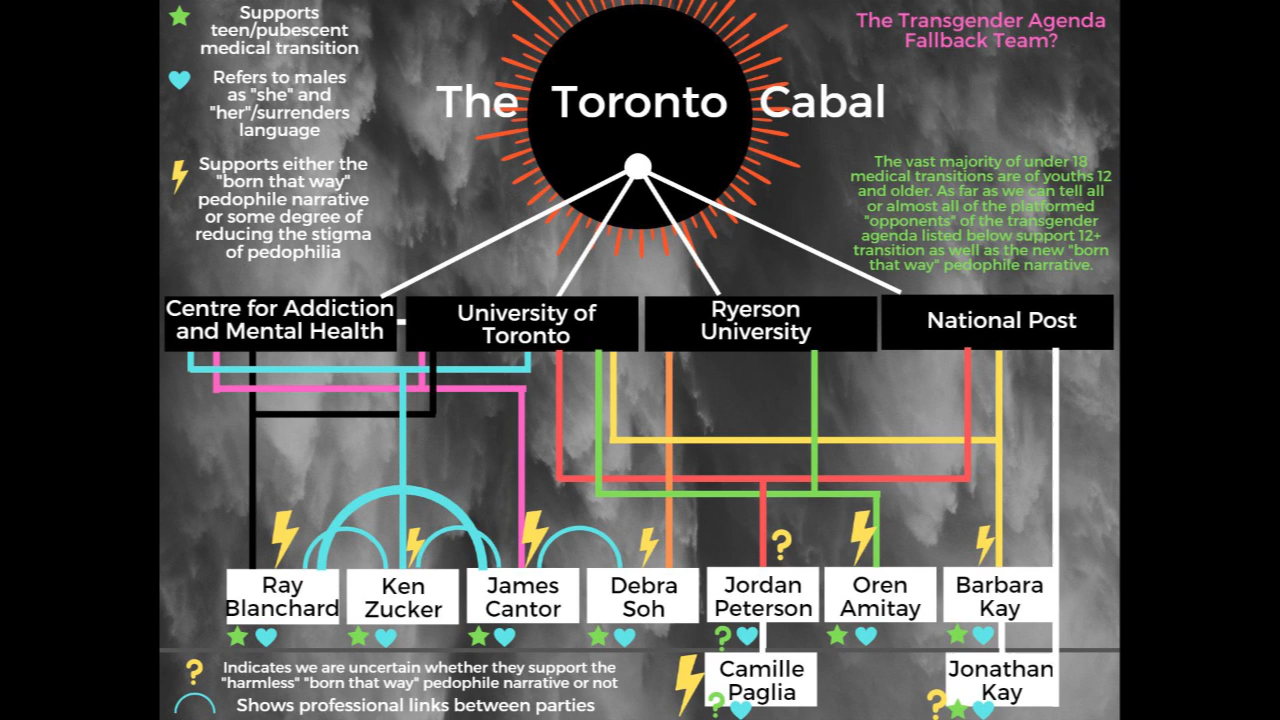 Supports
teen/pubescent
medical transition
Refers to males
as "she" and
"her"/surrenders
language
Supports either the
"born that way"
pedophile narrative
or some degree of
reducing the stigma
of pedophilia
The Toronto Cabal
The Transgender Agenda
Fallback Team?
The vast majority of under 18
medical transitions are of youths 12
and older. As far as we can tell all
or almost all of the platformed
"opponents" of the transgender
agenda listed below support 12+
transition as well as the new "born
that way" pedophile narrative.
Centre for Addiction
and Mental Health
University of
Toronto
Ryerson
University
National Post
?
Ray
Blanchard
Ken
Zucker
James
Cantor
Debra
Soh
Jordan
Peterson
Oren
Amitay
Barbara
Kay
?
Camille
Paglia
?
Jonathan
Kay
?
? Indicates we are uncertain whether they support the
"harmless" "born that way" pedophile narrative or not
Shows professional links between parties